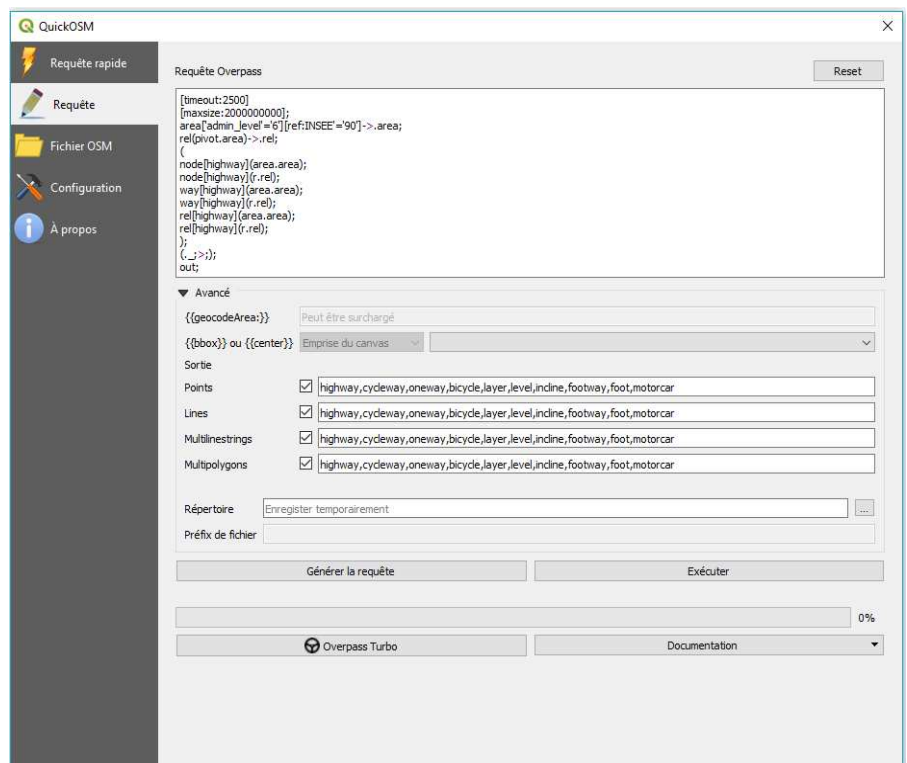 QuickOSM
Requête rapide
Requête
Fichier OSM
Configuration
À propos
Requête Overpass
Reset
[timeout:2500]
[maxsize:2000000000];
area['admin_level'='6'][ref:INSEE'='90']->.area;
rel(pivot.area)->.rel;
(
node[highway](area.area);
node[highway](r.rel);
way[highway](area.area);
way[highway](r.rel);
rel[highway](area.area);
rel[highway](r.rel);
);
(._;>;);
out;
Avancé
{{geocodeArea:}} Peut être surchargé
{{bbox}} ou {{center}} Emprise du canvas
Sortie
Points highway,cycleway,oneway,bicycle,layer,level,incline,footway,foot,motorcar
Lines highway,cycleway,oneway,bicycle,layer,level,incline,footway,foot,motorcar
Multilinestrings highway,cycleway,oneway,bicycle,layer,level,incline,footway,foot,motorcar
Multipolygons highway,cycleway,oneway,bicycle,layer,level,incline,footway,foot,motorcar
Répertoire Enregister temporairement ...
Préfix de fichier
Générer la requête Exécuter
0%
Overpass Turbo Documentation